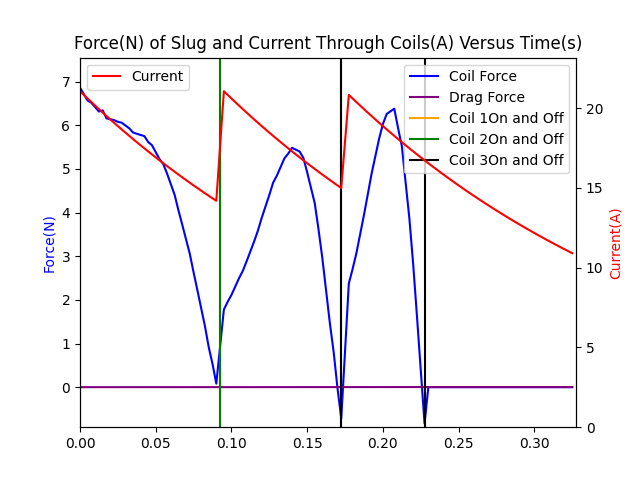 Force(N) of Slug and Current Through Coils(A) Versus Time(s)
Current
Coil Force
Drag Force
Coil 1On and Off
Coil 2On and Off
Coil 3On and Off
Force(N)
7
6
5
4
3
2
1
0
Current(A)
20
15
10
5
0
0.00 0.05 0.10 0.15 0.20 0.25 0.30